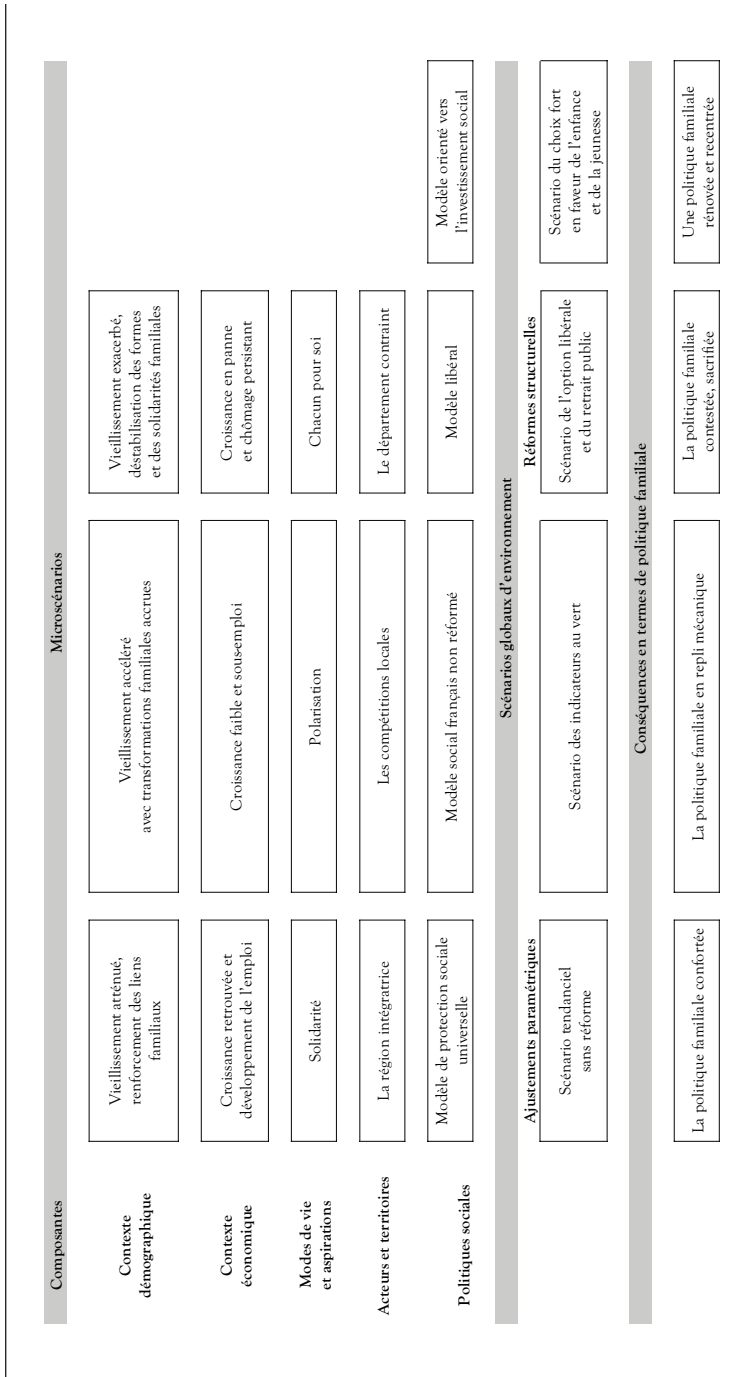 Composantes
Microscénarios
Contexte
démographique
Vieillissement atténué,
renforcement des liens
familiaux
Vieillissement accéléré
avec transformations familiales accrues
Vieillissement exacerbé,
déstabilisation des formes
et des solidarités familiales
Contexte
économique
Croissance retrouvée et
développement de l'emploi
Croissance faible et sous-emploi
Croissance en panne
et chômage persistant
Modes de vie
et aspirations
Solidarité
Polarisation
Chacun pour soi
Acteurs et territoires
La région intégratrice
Les compétitions locales
Le département contraint
Politiques sociales
Modèle de protection sociale
universelle
Modèle social français non réformé
Modèle libéral
Modèle orienté vers
l'investissement social
Scénarios globaux d'environnement
Ajustements paramétriques
Réformes structurelles
Scénario tendanciel
sans réforme
Scénario des indicateurs au vert
Scénario de l'option libérale
et du retrait public
Scénario du choix fort
en faveur de l'enfance
et de la jeunesse
Conséquences en termes de politique familiale
La politique familiale confortée
La politique familiale en repli mécanique
La politique familiale
contestée, sacrifiée
Une politique familiale
rénovée et recentrée